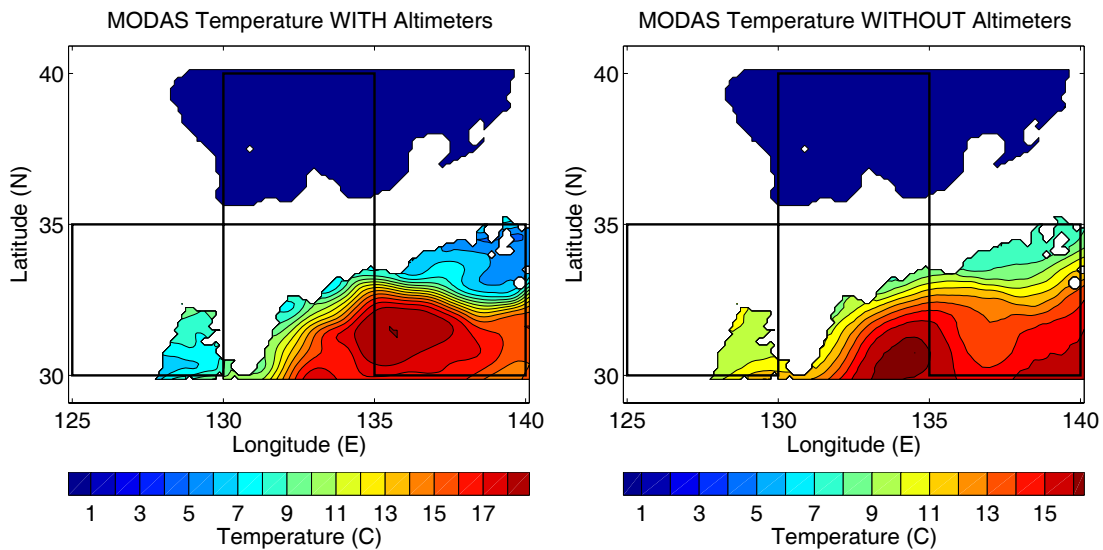 MODAS Temperature WITH Altimeters
40
35
30
Latitude (N)
125 130 135 140
Longitude (E)
1 3 5 7 9 11 13 15 17
Temperature (C)
MODAS Temperature WITHOUT Altimeters
40
35
30
Latitude (N)
125 130 135 140
Longitude (E)
1 3 5 7 9 11 13 15
Temperature (C)